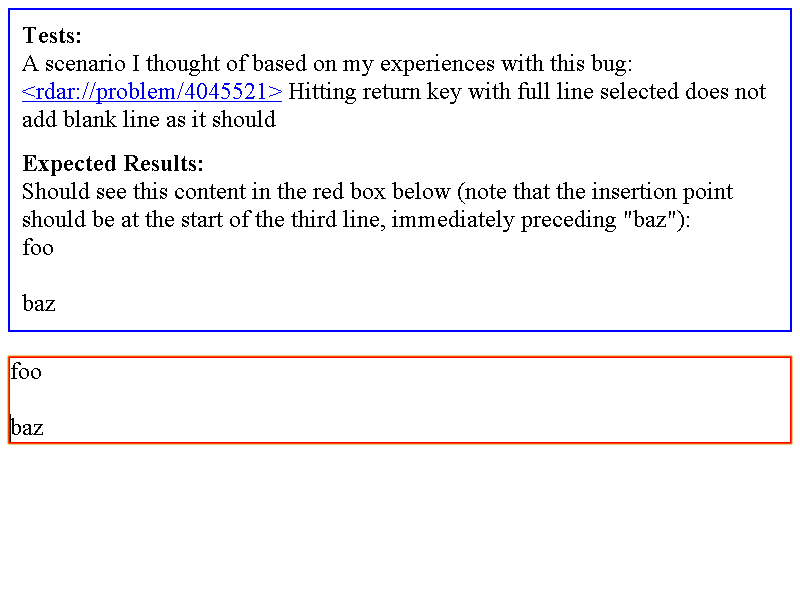 Tests:
A scenario I thought of based on my experiences with this bug:
<rdar://problem/4045521> Hitting return key with full line selected does not
add blank line as it should
Expected Results:
Should see this content in the red box below (note that the insertion point
should be at the start of the third line, immediately preceding "baz"):
foo
baz
foo
baz